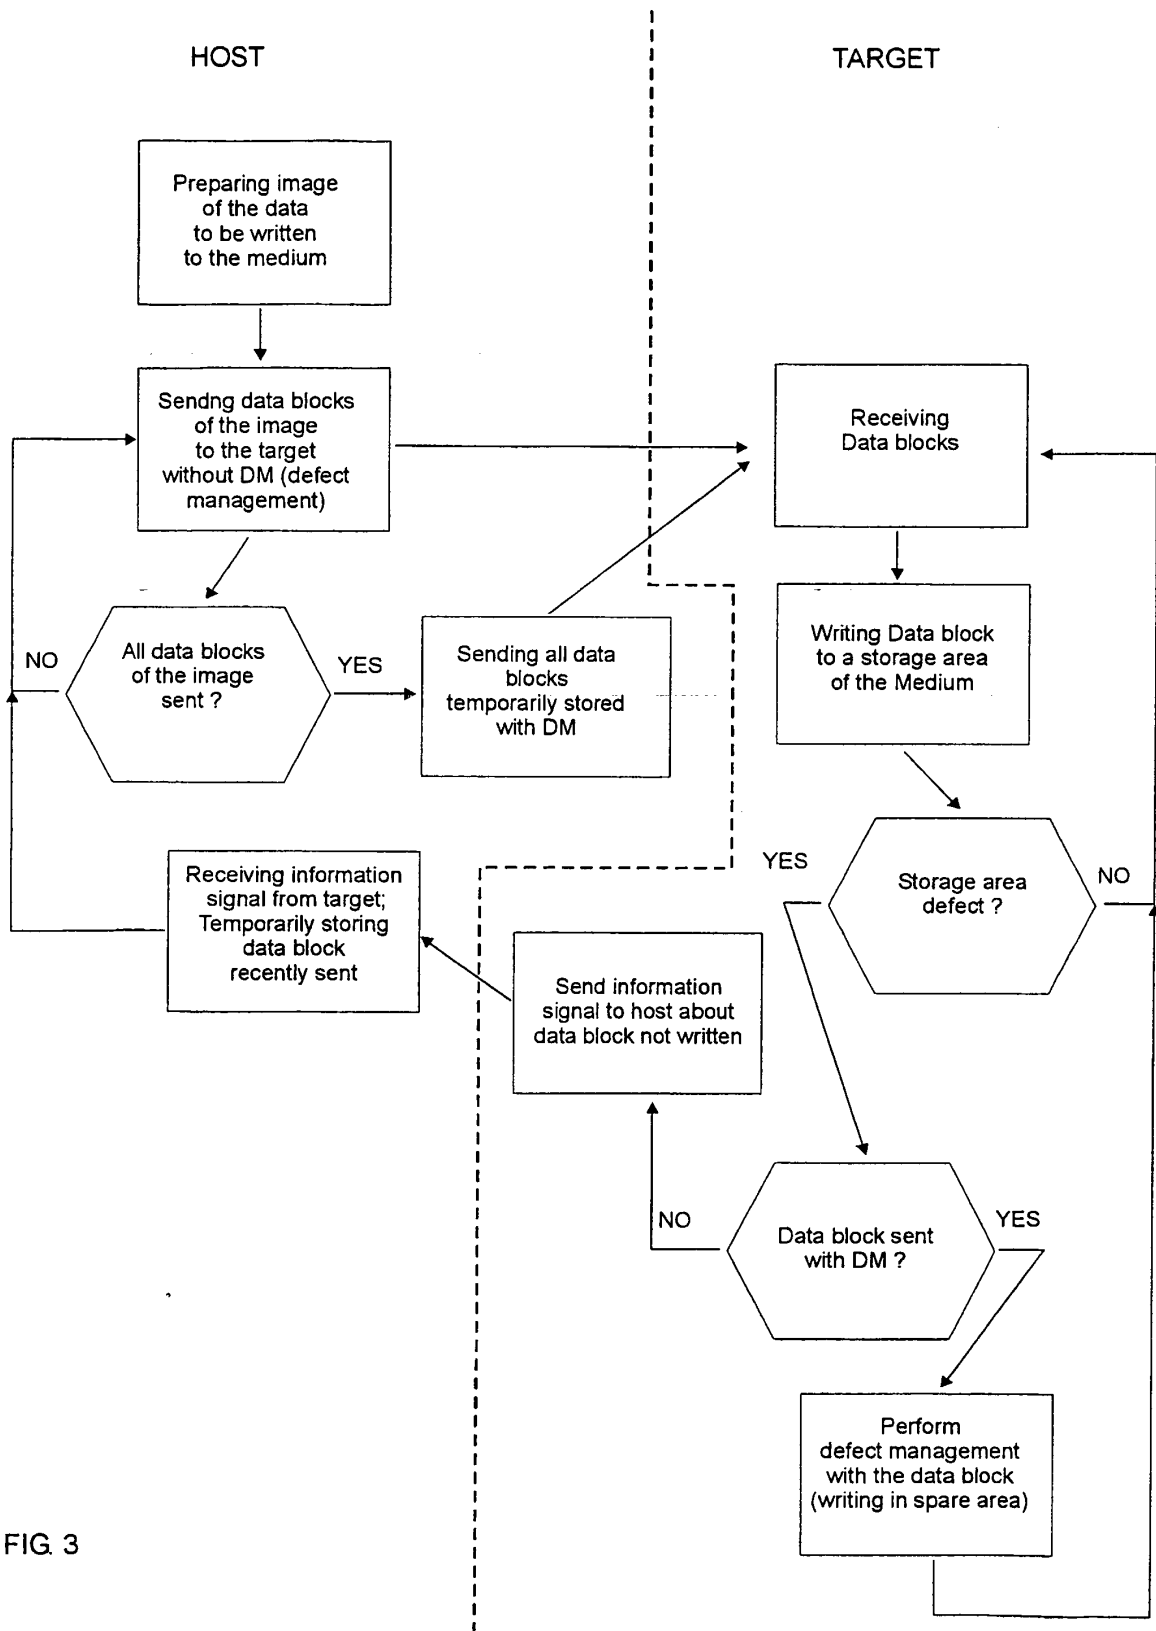 HOST
TARGET
Preparing image
of the data
to be written
to the medium
Sendng data blocks
of the image
to the target
without DM (defect
management)
Receiving
Data blocks
All data blocks
of the image
sent ?
NO
YES
Sending all data
blocks
temporarily stored
with DM
Writing Data block
to a storage area
of the Medium
Receiving information
signal from target;
Temporarily storing
data block
recently sent
YES
Storage area
defect ?
NO
Send information
signal to host about
data block not written
NO
Data block sent
with DM ?
YES
Perform
defect management
with the data block
(writing in spare area)
FIG. 3